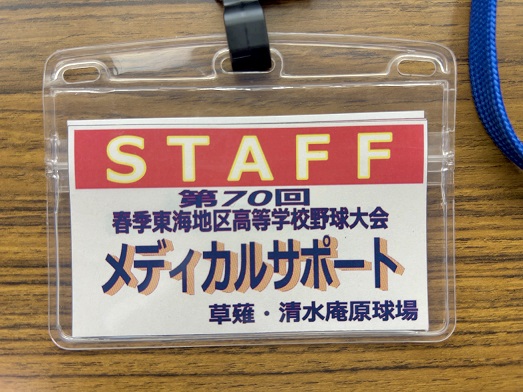 STAFF
第70回
春季東海地区高等学校野球大会
メディカルサポート
草薙・清水庵原球場